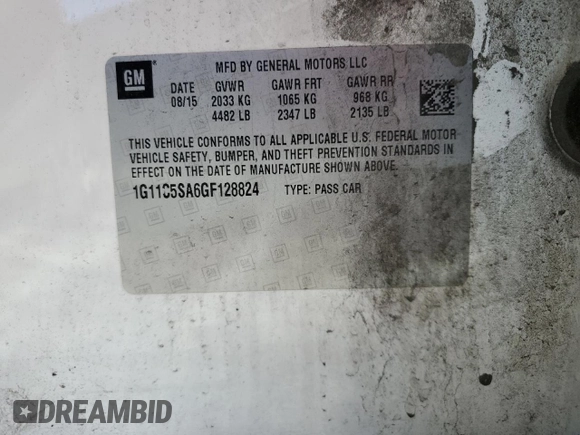 GM
MFD BY GENERAL MOTORS LLC
DATE GVWR GAWR FRT GAWR RR
08/15 2033 KG 1065 KG 968 KG
4482 LB 2347 LB 2135 LB
THIS VEHICLE CONFORMS TO ALL APPLICABLE U.S. FEDERAL MOTOR
VEHICLE SAFETY, BUMPER, AND THEFT PREVENTION STANDARDS IN
EFFECT ON THE DATE OF MANUFACTURE SHOWN ABOVE.
1G11C5SA6GF128824 TYPE: PASS CAR
DREAMBID